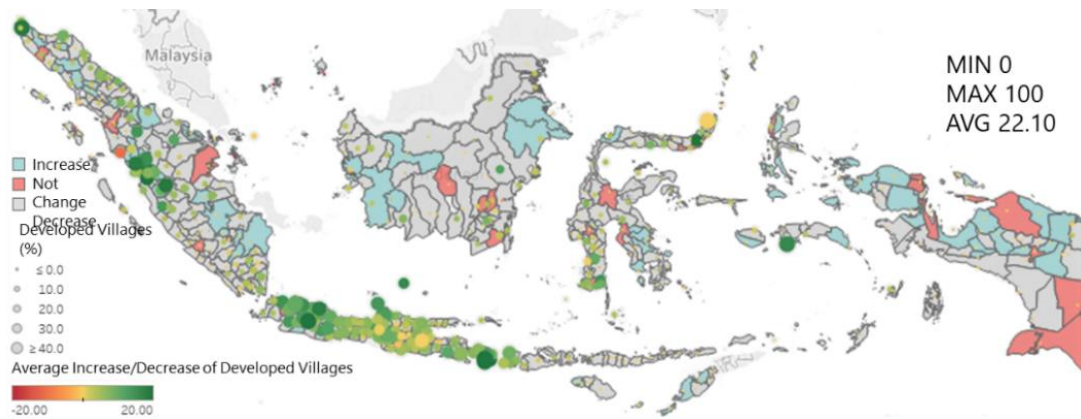 Malaysia
MIN 0
MAX 100
AVG 22.10
Increase
Not
Change
Decrease
Developed Villages
(%)
≤ 0.0
10.0
20.0
30.0
≥40.0
Average Increase/Decrease of Developed Villages
-20.00 20.00